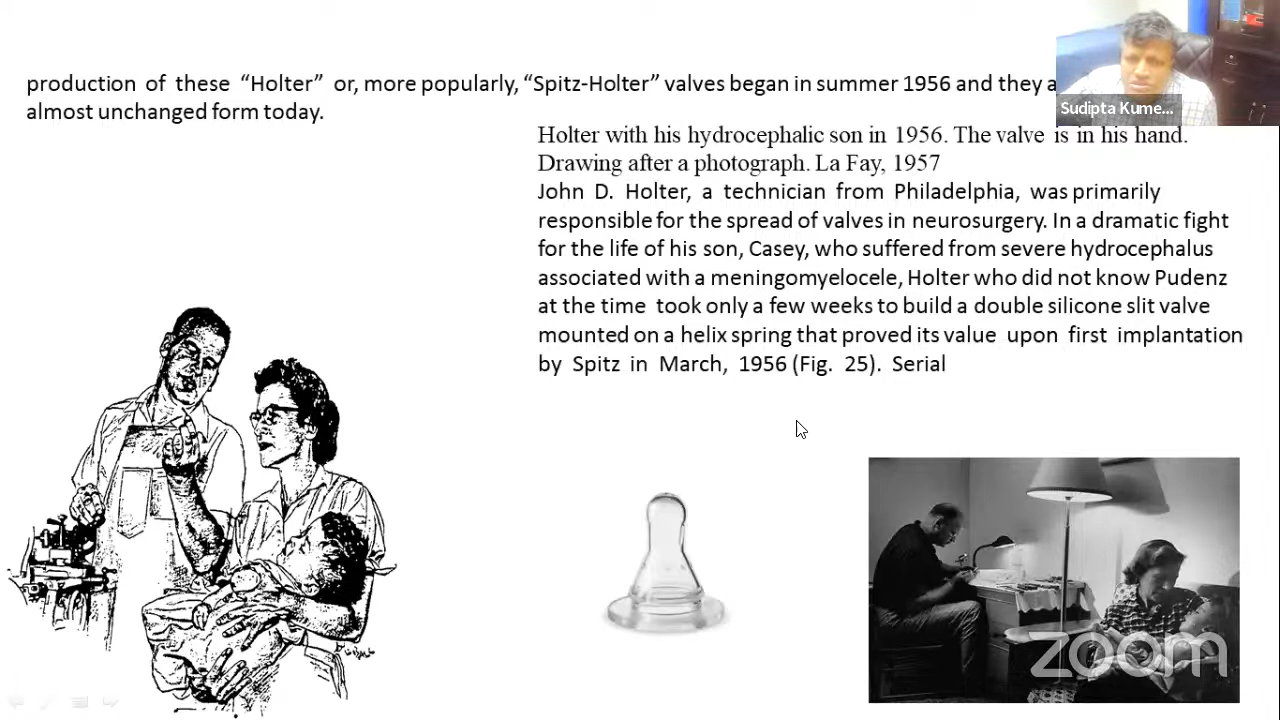 production of these “Holter” or, more popularly, “Spitz-Holter” valves began in summer 1956 and they
almost unchanged form today.
Sudipta Kume...
Holter with his hydrocephalic son in 1956. The valve is in his hand.
Drawing after a photograph. La Fay, 1957
John D. Holter, a technician from Philadelphia, was primarily
responsible for the spread of valves in neurosurgery. In a dramatic fight
for the life of his son, Casey, who suffered from severe hydrocephalus
associated with a meningomyelocele, Holter who did not know Pudenz
at the time took only a few weeks to build a double silicone slit valve
mounted on a helix spring that proved its value upon first implantation
by Spitz in March, 1956 (Fig. 25). Serial
zoom